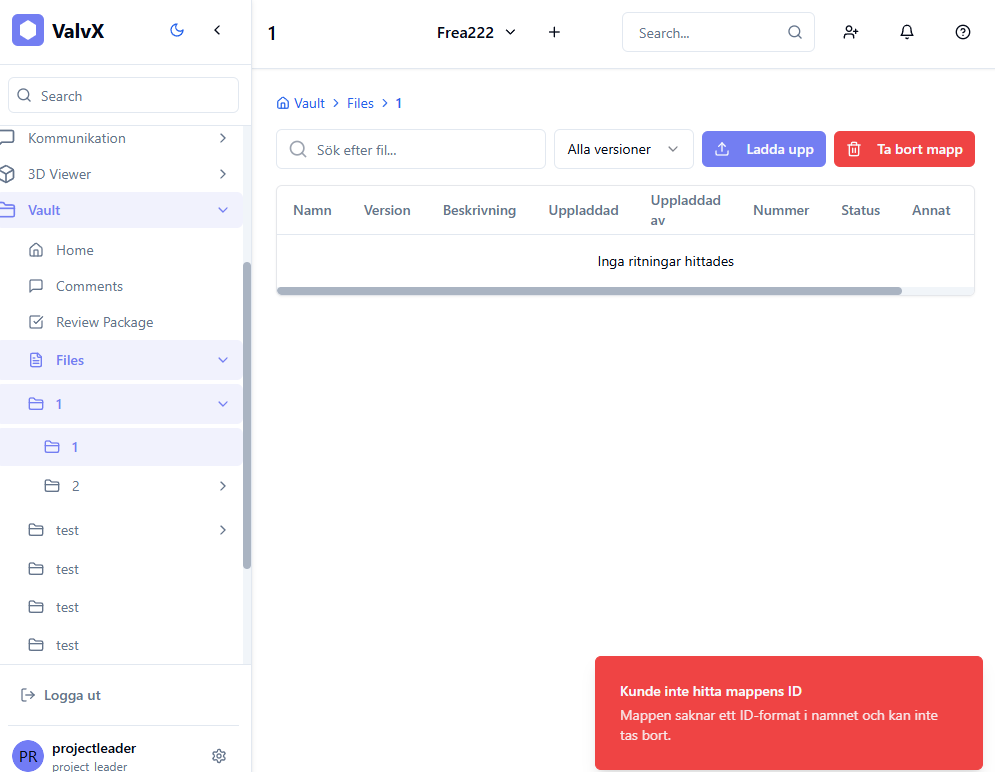 ValvX
1
Frea222
Search...
Search
Kommunikation
3D Viewer
Vault
Home
Comments
Review Package
Files
1
1
2
test
test
test
test
Logga ut
PR
projectleader
project leader
Vault > Files > 1
Sök efter fil...
Alla versioner
Ladda upp
Ta bort mapp
Namn Version Beskrivning Uppladdad Uppladdad av Nummer Status Annat
Inga ritningar hittades
Kunde inte hitta mappens ID
Mappen saknar ett ID-format i namnet och kan inte
tas bort.